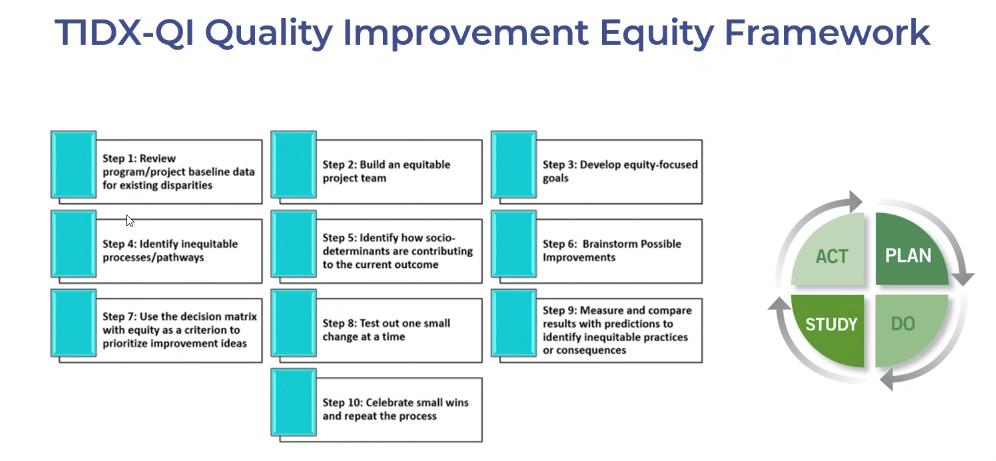 T1DX-QI Quality Improvement Equity Framework
Step 1: Review
program/project baseline data
for existing disparities
Step 2: Build an equitable
project team
Step 3: Develop equity-focused
goals
Step 4: Identify inequitable
processes/pathways
Step 5: Identify how socio-
determinants are contributing
to the current outcome
Step 6:  Brainstorm Possible
Improvements
Step 7: Use the decision matrix
with equity as a criterion to
prioritize improvement ideas
Step 8: Test out one small
change at a time
Step 9: Measure and compare
results with predictions to
identify inequitable practices
or consequences
Step 10: Celebrate small wins
and repeat the process
ACT
PLAN
STUDY
DO